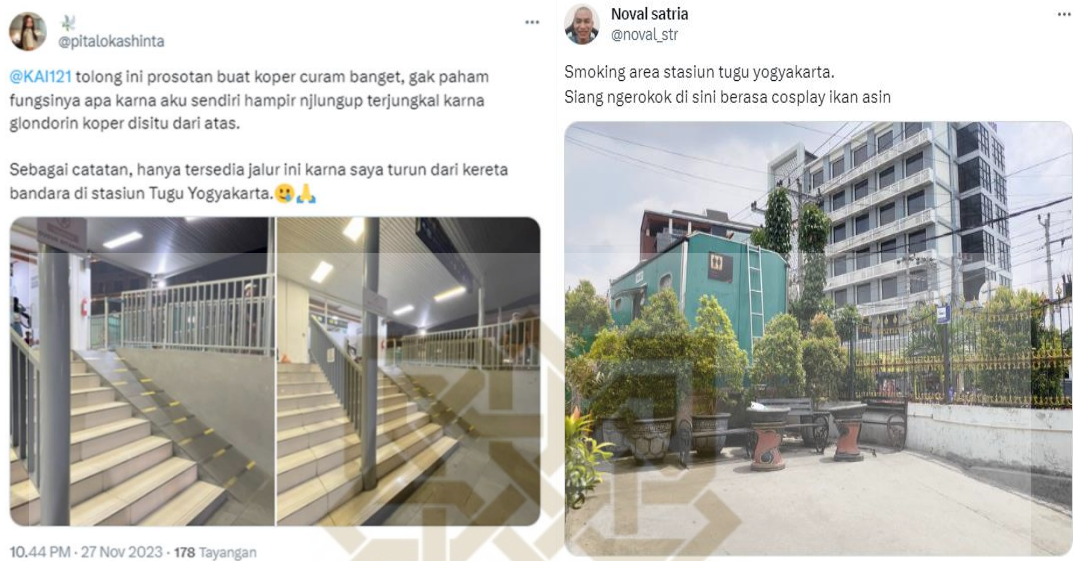 @pitalokashinta
@KAI121 tolong ini prosotan buat koper curam banget, gak paham
fungsinya apa karna aku sendiri hampir njlungup terjungkal karna
glondorin koper disitu dari atas.
Sebagai catatan, hanya tersedia jalur ini karna saya turun dari kereta
bandara di stasiun Tugu Yogyakarta.🥲🙏
10.44 PM · 27 Nov 2023 · 178 Tayangan
Noval satria
@noval_str
Smoking area stasiun tugu yogyakarta.
Siang ngerokok di sini berasa cosplay ikan asin